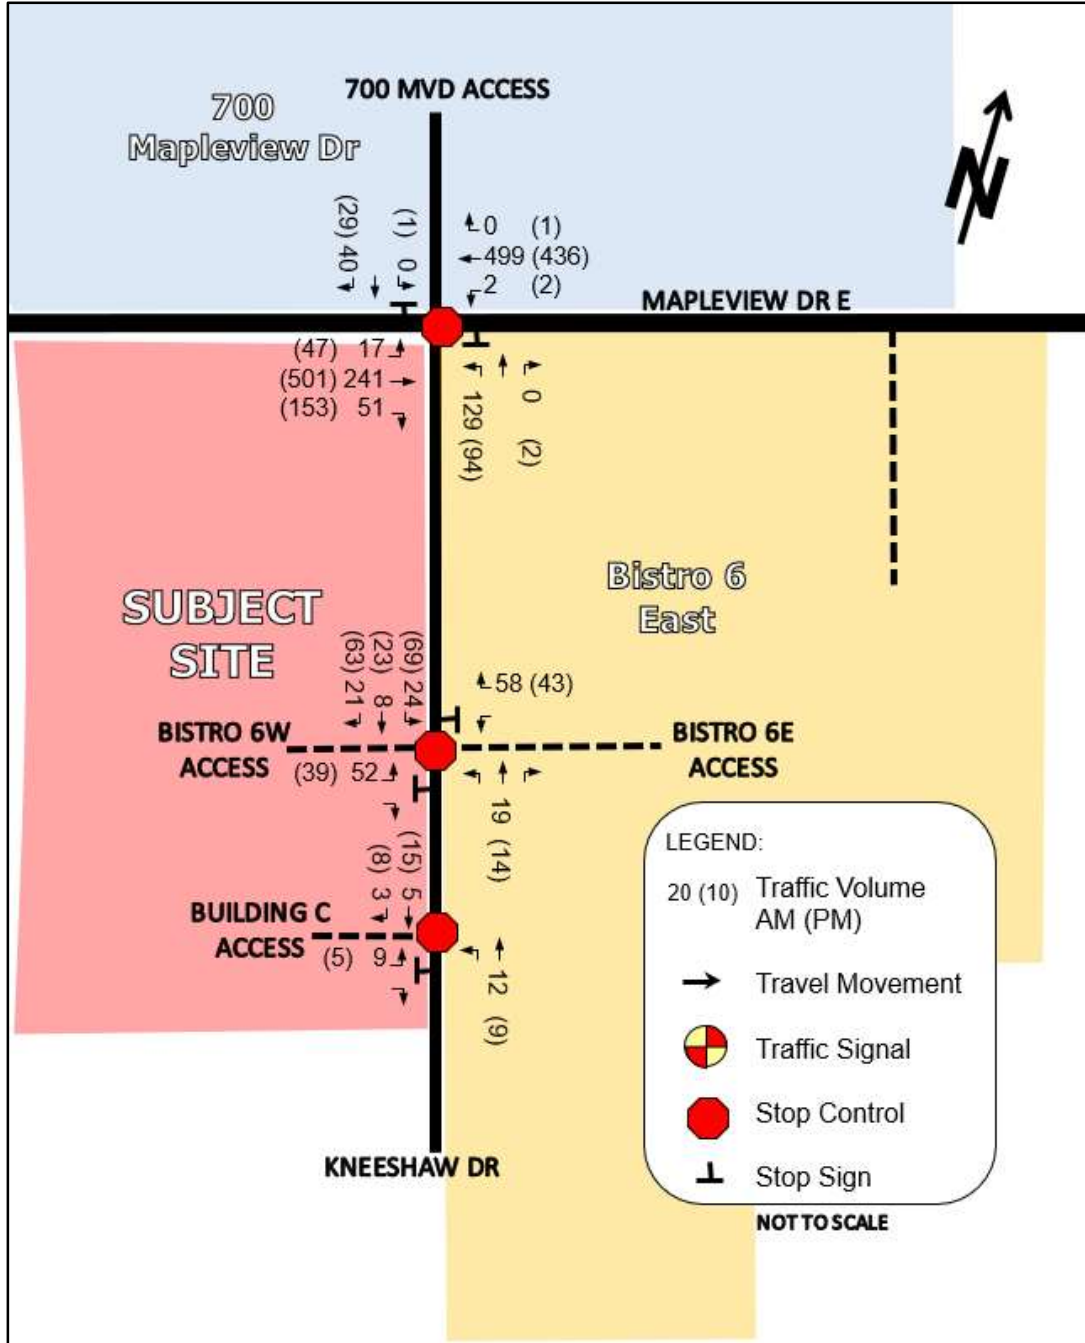 700 MVD ACCESS
700
Mapleview Dr
N
(29) 40
(1) 0
0 (1)
499 (436)
2 (2)
MAPLEVIEW DR E
(47) 17
(501) 241
(153) 51
129 (94)
0 (2)
SUBJECT
SITE
Bistro 6
East
(63) 21
(23) 8
(69) 24
58 (43)
BISTRO 6W
ACCESS
BISTRO 6E
ACCESS
(39) 52
19 (14)
(8) 3
(15) 5
BUILDING C
ACCESS
(5) 9
12 (9)
KNEESHAW DR
LEGEND:
20 (10) Traffic Volume
AM (PM)
Travel Movement
Traffic Signal
Stop Control
Stop Sign
NOT TO SCALE